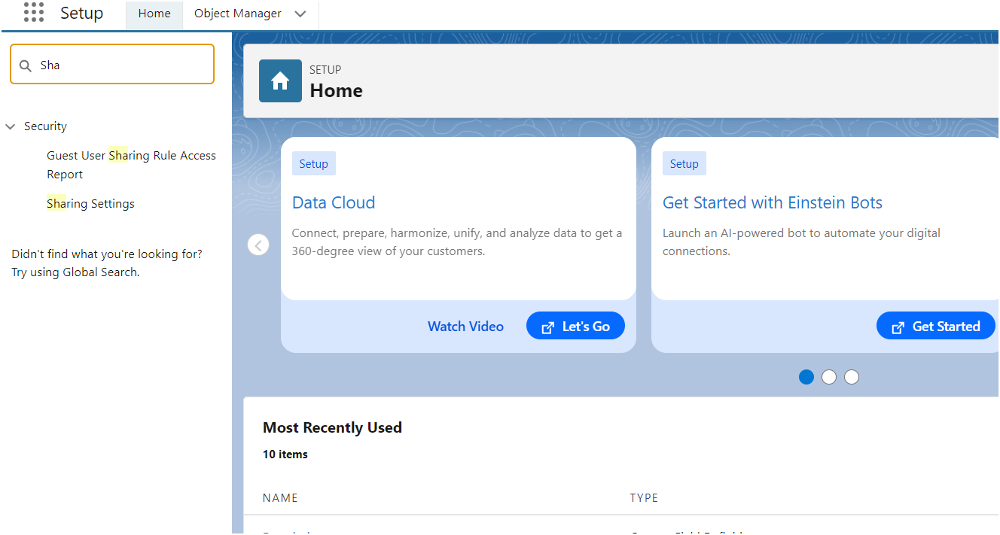 Setup
Home
Object Manager
Sha
Security
Guest User Sharing Rule Access
Report
Sharing Settings
Didn't find what you're looking for?
Try using Global Search.
SETUP
Home
Setup
Data Cloud
Connect, prepare, harmonize, unify, and analyze data to get a
360-degree view of your customers.
Watch Video
Let's Go
Setup
Get Started with Einstein Bots
Launch an AI-powered bot to automate your digital
connections.
Get Started
Most Recently Used
10 items
NAME
TYPE